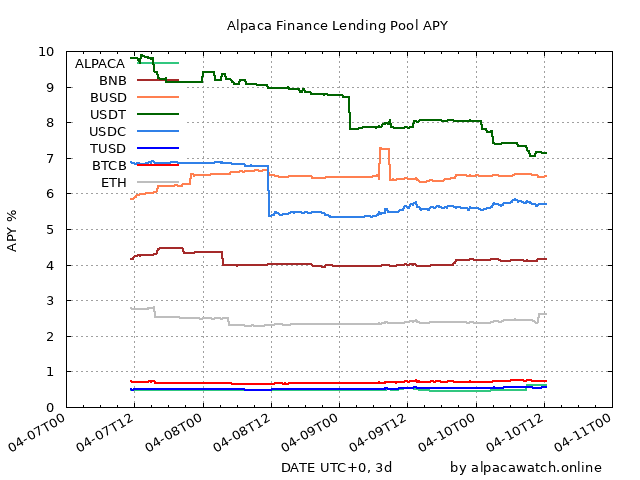 Alpaca Finance Lending Pool APY
10
9
8
7
6
5
4
3
2
1
0
APY %
ALPACA
BNB
BUSD
USDT
USDC
TUSD
BTCB
ETH
04-07T00
04-07T12
04-08T00
04-08T12
04-09T00
04-09T12
04-10T00
04-10T12
04-11T00
DATE UTC+0, 3d
by alpacawatch.online